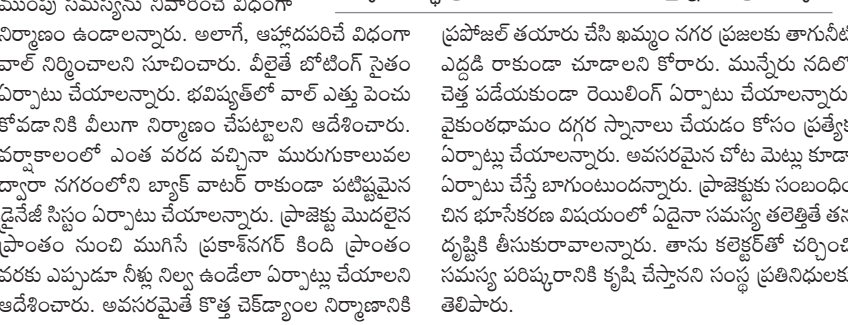 ముంపు సమస్యను నివారించే విధంగా
నిర్మాణం ఉండాలన్నారు. అలాగే, ఆహ్లాదపరిచే విధంగా
వాల్ నిర్మించాలని సూచించారు. వీలైతే బోటింగ్ సైతం
ఏర్పాటు చేయాలన్నారు. భవిష్యత్‌లో వాల్ ఎత్తు పెంచు
కోవడానికి వీలుగా నిర్మాణం చేపట్టాలని ఆదేశించారు.
వర్షాకాలంలో ఎంత వరద వచ్చినా మురుగుకాలువల
ద్వారా నగరంలోని బ్యాక్ వాటర్ రాకుండా పటిష్టమైన
డ్రైనేజీ సిస్టం ఏర్పాటు చేయాలన్నారు. ప్రాజెక్టు మొదలైన
ప్రాంతం నుంచి ముగిసే ప్రకాశ్‌నగర్ కింది ప్రాంతం
వరకు ఎప్పుడూ నీళ్లు నిల్వ ఉండేలా ఏర్పాట్లు చేయాలని
ఆదేశించారు. అవసరమైతే కొత్త చెక్‌డ్యాంల నిర్మాణానికి
ప్రపోజల్ తయారు చేసి ఖమ్మం నగర ప్రజలకు తాగునీటి
ఎద్దడి రాకుండా చూడాలని కోరారు. మున్నేరు నదిలో
చెత్త పడేయకుండా రెయిలింగ్ ఏర్పాటు చేయాలన్నారు.
వైకుంఠధామం దగ్గర స్నానాలు చేయడం కోసం ప్రత్యేక
ఏర్పాట్లు చేయాలన్నారు. అవసరమైన చోట మెట్లు కూడా
ఏర్పాటు చేస్తే బాగుంటుందన్నారు. ప్రాజెక్టుకు సంబంధిం
చిన భూసేకరణ విషయంలో ఏదైనా సమస్య తలెత్తితే తన
దృష్టికి తీసుకురావాలన్నారు. తాను కలెక్టర్‌తో చర్చించి
సమస్య పరిష్కరానికి కృషి చేస్తానని సంస్థ ప్రతినిధులకు
తెలిపారు.